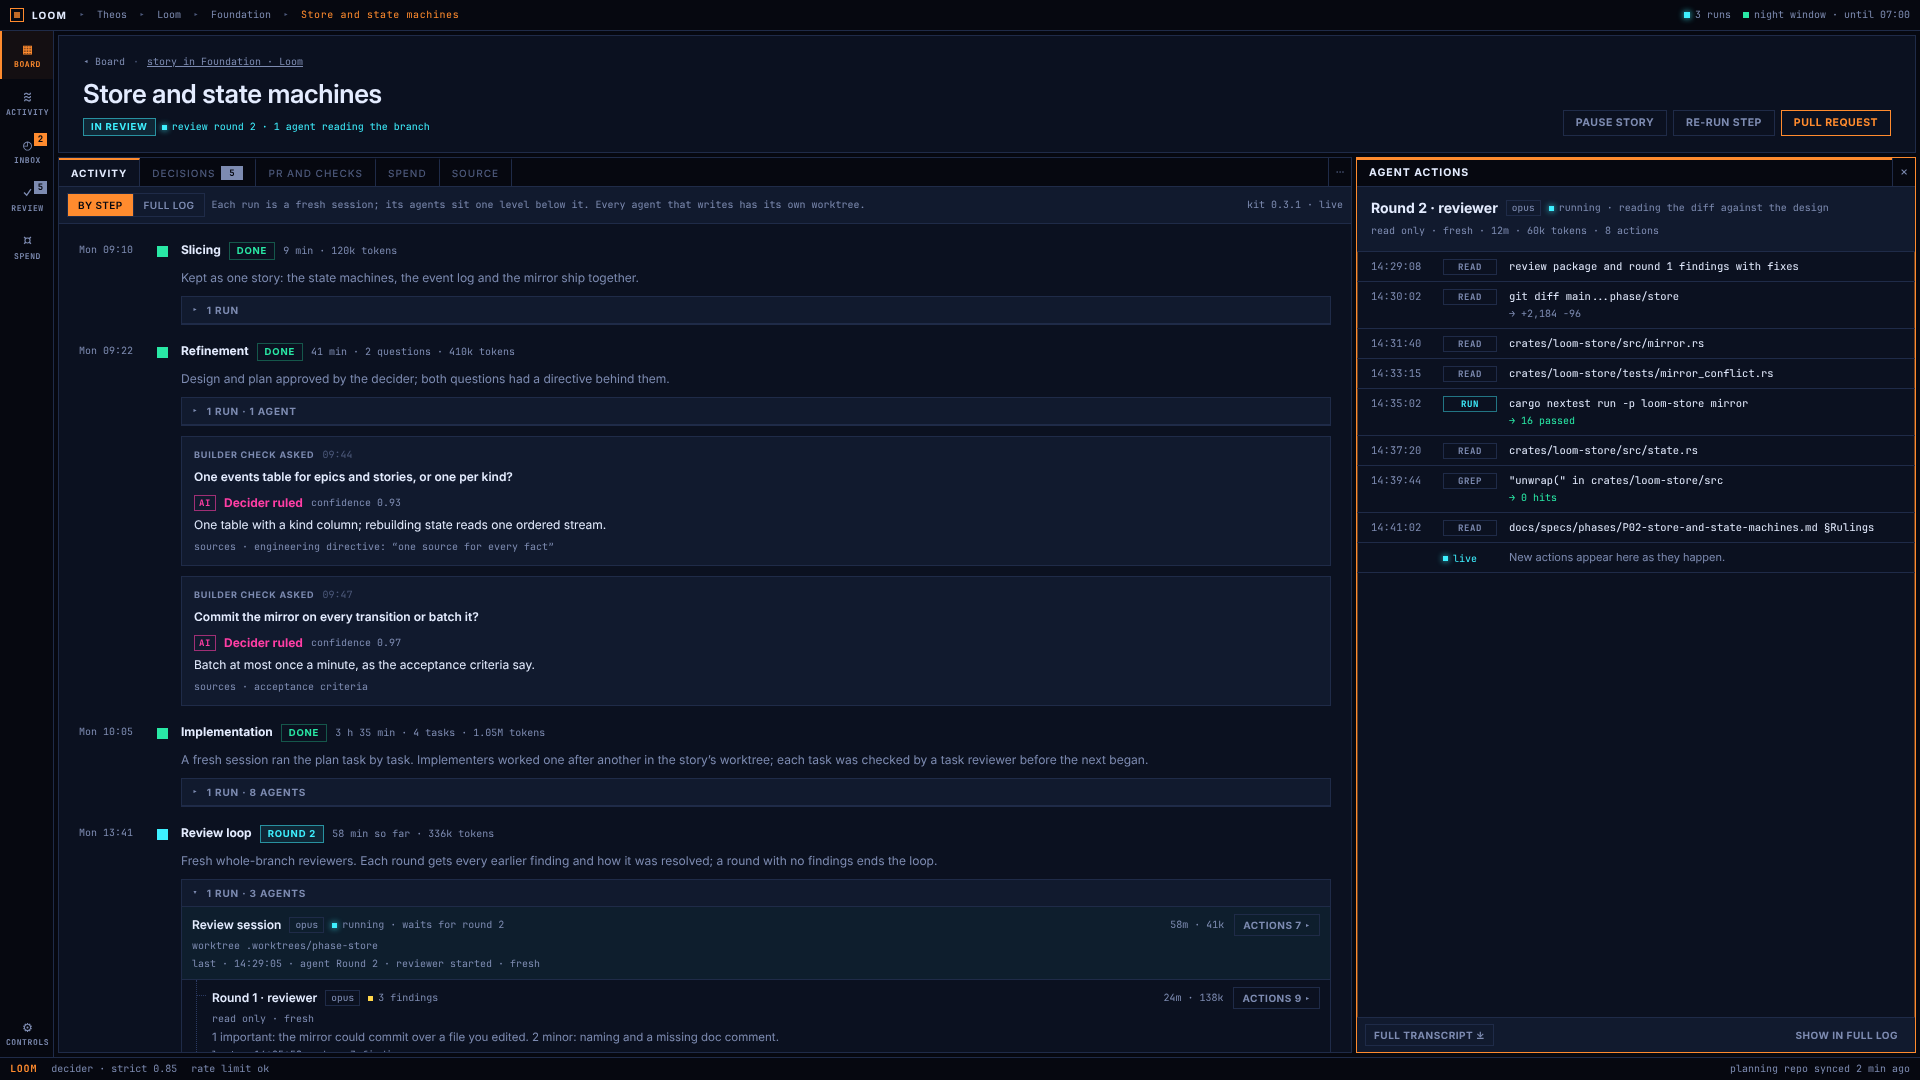 LOOM ▸ Theos ▸ Loom ▸ Foundation ▸ Store and state machines
3 runs night window · until 07:00
BOARD
ACTIVITY
2
INBOX
5
REVIEW
SPEND
CONTROLS
◂ Board · story in Foundation · Loom
Store and state machines
IN REVIEW review round 2 · 1 agent reading the branch
PAUSE STORY RE-RUN STEP PULL REQUEST
ACTIVITY DECISIONS 5 PR AND CHECKS SPEND SOURCE ⋯
BY STEP FULL LOG Each run is a fresh session; its agents sit one level below it. Every agent that writes has its own worktree. kit 0.3.1 · live
Mon 09:10 Slicing DONE 9 min · 120k tokens
Kept as one story: the state machines, the event log and the mirror ship together.
▸ 1 RUN
Mon 09:22 Refinement DONE 41 min · 2 questions · 410k tokens
Design and plan approved by the decider; both questions had a directive behind them.
▸ 1 RUN · 1 AGENT
BUILDER CHECK ASKED 09:44
One events table for epics and stories, or one per kind?
AI Decider ruled confidence 0.93
One table with a kind column; rebuilding state reads one ordered stream.
sources · engineering directive: “one source for every fact”
BUILDER CHECK ASKED 09:47
Commit the mirror on every transition or batch it?
AI Decider ruled confidence 0.97
Batch at most once a minute, as the acceptance criteria say.
sources · acceptance criteria
Mon 10:05 Implementation DONE 3 h 35 min · 4 tasks · 1.05M tokens
A fresh session ran the plan task by task. Implementers worked one after another in the story’s worktree; each task was checked by a task reviewer before the next began.
▸ 1 RUN · 8 AGENTS
Mon 13:41 Review loop ROUND 2 58 min so far · 336k tokens
Fresh whole-branch reviewers. Each round gets every earlier finding and how it was resolved; a round with no findings ends the loop.
▾ 1 RUN · 3 AGENTS
Review session opus running · waits for round 2 58m · 41k ACTIONS 7 ▸
worktree .worktrees/phase-store
last · 14:29:05 · agent Round 2 · reviewer started · fresh
Round 1 · reviewer opus 3 findings 24m · 138k ACTIONS 9 ▸
read only · fresh
1 important: the mirror could commit over a file you edited. 2 minor: naming and a missing doc comment.
AGENT ACTIONS ✕
Round 2 · reviewer opus running · reading the diff against the design
read only · fresh · 12m · 60k tokens · 8 actions
14:29:08 READ review package and round 1 findings with fixes
14:30:02 READ git diff main...phase/store
→ +2,184 -96
14:31:40 READ crates/loom-store/src/mirror.rs
14:33:15 READ crates/loom-store/tests/mirror_conflict.rs
14:35:02 RUN cargo nextest run -p loom-store mirror
→ 16 passed
14:37:20 READ crates/loom-store/src/state.rs
14:39:44 GREP "unwrap(" in crates/loom-store/src
→ 0 hits
14:41:02 READ docs/specs/phases/P02-store-and-state-machines.md §Rulings
live New actions appear here as they happen.
FULL TRANSCRIPT SHOW IN FULL LOG
LOOM decider · strict 0.85 rate limit ok planning repo synced 2 min ago